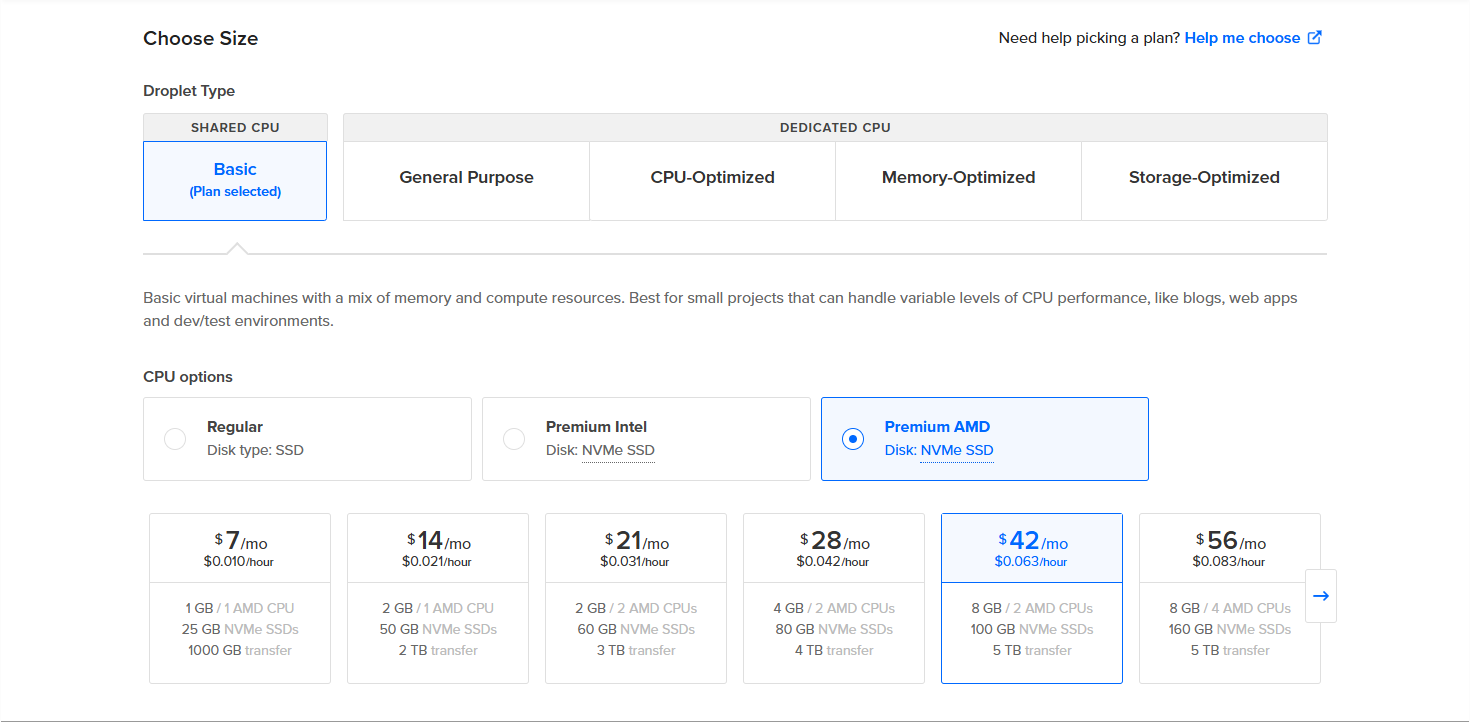 Choose Size
Need help picking a plan? Help me choose
Droplet Type
SHARED CPU
DEDICATED CPU
Basic
(Plan selected)
General Purpose
CPU-Optimized
Memory-Optimized
Storage-Optimized
Basic virtual machines with a mix of memory and compute resources. Best for small projects that can handle variable levels of CPU performance, like blogs, web apps
and dev/test environments.
CPU options
Regular
Disk type: SSD
Premium Intel
Disk: NVMe SSD
Premium AMD
Disk: NVMe SSD
$7/mo
$0.010/hour
1 GB / 1 AMD CPU
25 GB NVMe SSDs
1000 GB transfer
$14/mo
$0.021/hour
2 GB / 1 AMD CPU
50 GB NVMe SSDs
2 TB transfer
$21/mo
$0.031/hour
2 GB / 2 AMD CPUs
60 GB NVMe SSDs
3 TB transfer
$28/mo
$0.042/hour
4 GB / 2 AMD CPUs
80 GB NVMe SSDs
4 TB transfer
$42/mo
$0.063/hour
8 GB / 2 AMD CPUs
100 GB NVMe SSDs
5 TB transfer
$56/mo
$0.083/hour
8 GB / 4 AMD CPUs
160 GB NVMe SSDs
5 TB transfer